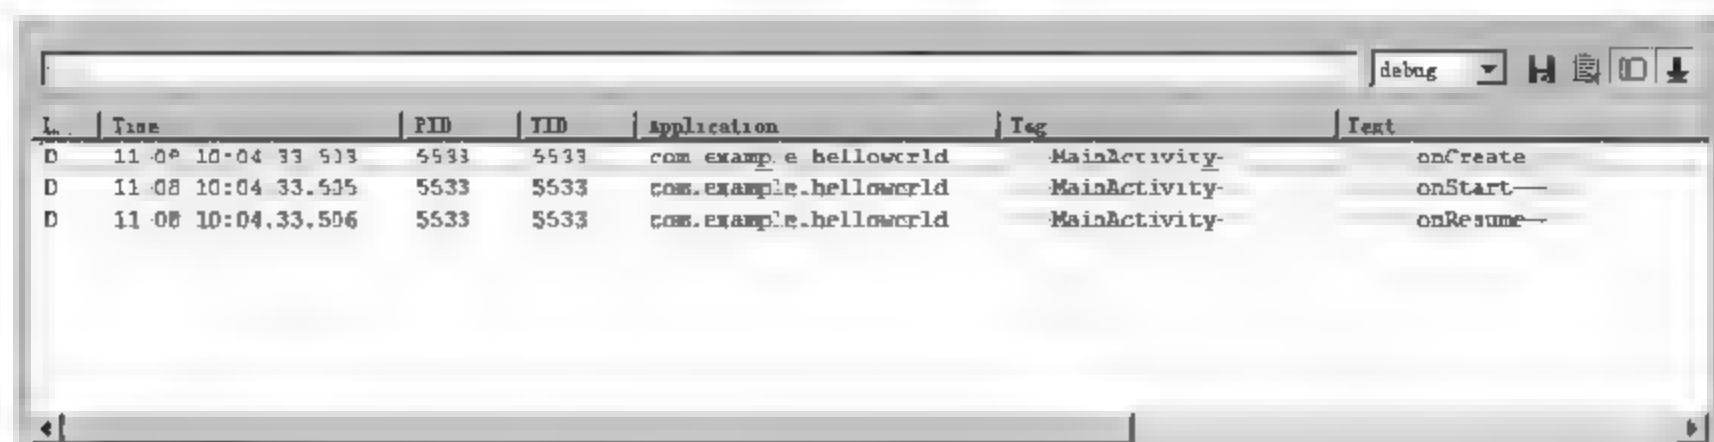 debug
L... Time PID TID Application Tag Text
D 11-08 10:04:33.503 5533 5533 com.example.helloworld MainActivity onCreate
D 11-08 10:04:33.505 5533 5533 com.example.helloworld MainActivity onStart
D 11-08 10:04:33.506 5533 5533 com.example.helloworld MainActivity onResume